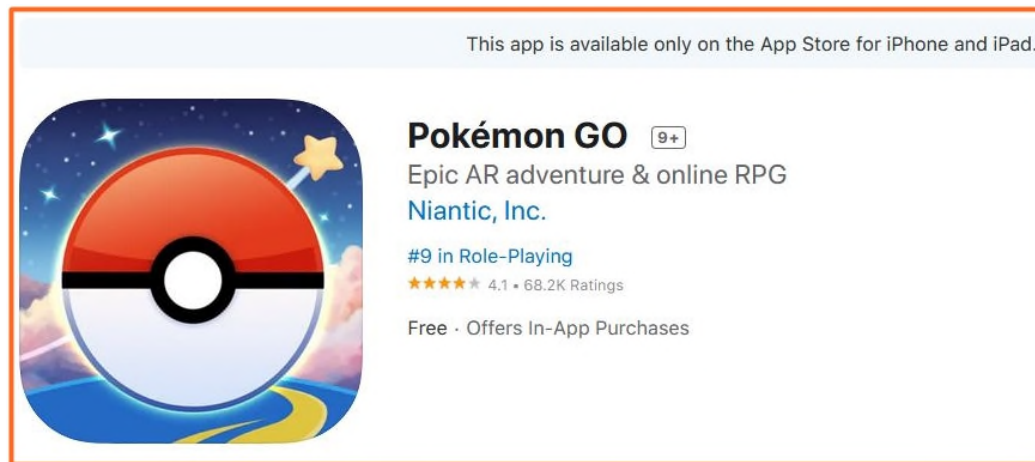 This app is available only on the App Store for iPhone and iPad.
Pokémon GO 9+
Epic AR adventure & online RPG
Niantic, Inc.
#9 in Role-Playing
★★★★★ 4.1 • 68.2K Ratings
Free · Offers In-App Purchases